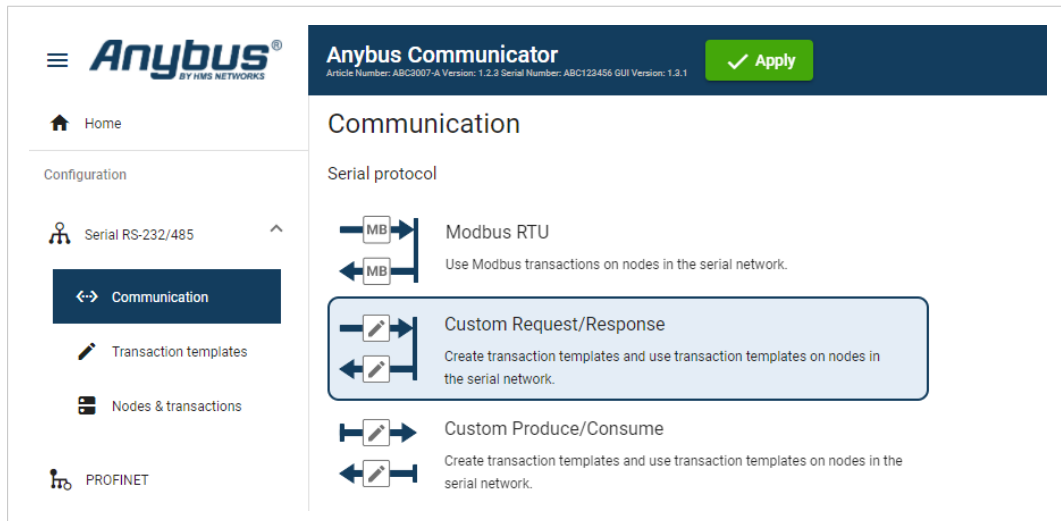 Anybus®
BY HMS NETWORKS
Anybus Communicator
Article Number: ABC3007-A Version: 1.2.3 Serial Number: ABC123456 GUI Version: 1.3.1
Apply
Home
Configuration
Serial RS-232/485
Communication
Transaction templates
Nodes & transactions
PROFINET
Communication
Serial protocol
MB
MB
Modbus RTU
Use Modbus transactions on nodes in the serial network.
Custom Request/Response
Create transaction templates and use transaction templates on nodes in
the serial network.
Custom Produce/Consume
Create transaction templates and use transaction templates on nodes in the
serial network.